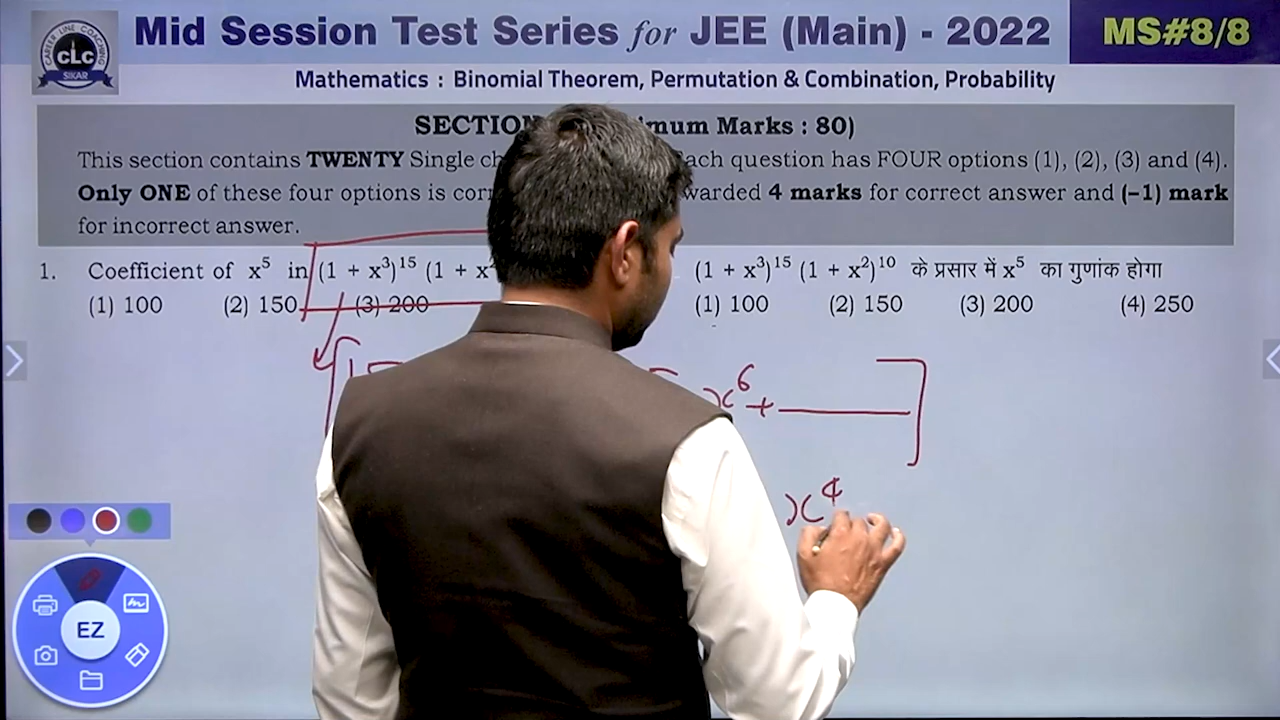 CAREER LINE COACHING
CLC
SIKAR
Mid Session Test Series for JEE (Main) - 2022
MS#8/8
Mathematics : Binomial Theorem, Permutation & Combination, Probability
SECTION imum Marks : 80)
This section contains TWENTY Single ch ach question has FOUR options (1), (2), (3) and (4).
Only ONE of these four options is corr warded 4 marks for correct answer and (–1) mark
for incorrect answer.
1. Coefficient of x⁵ in (1 + x³)¹⁵ (1 + x
(1) 100 (2) 150 (3) 200
(1 + x³)¹⁵ (1 + x²)¹⁰ के प्रसार में x⁵ का गुणांक होगा
(1) 100 (2) 150 (3) 200 (4) 250
x⁶ + ]
x⁴
EZ